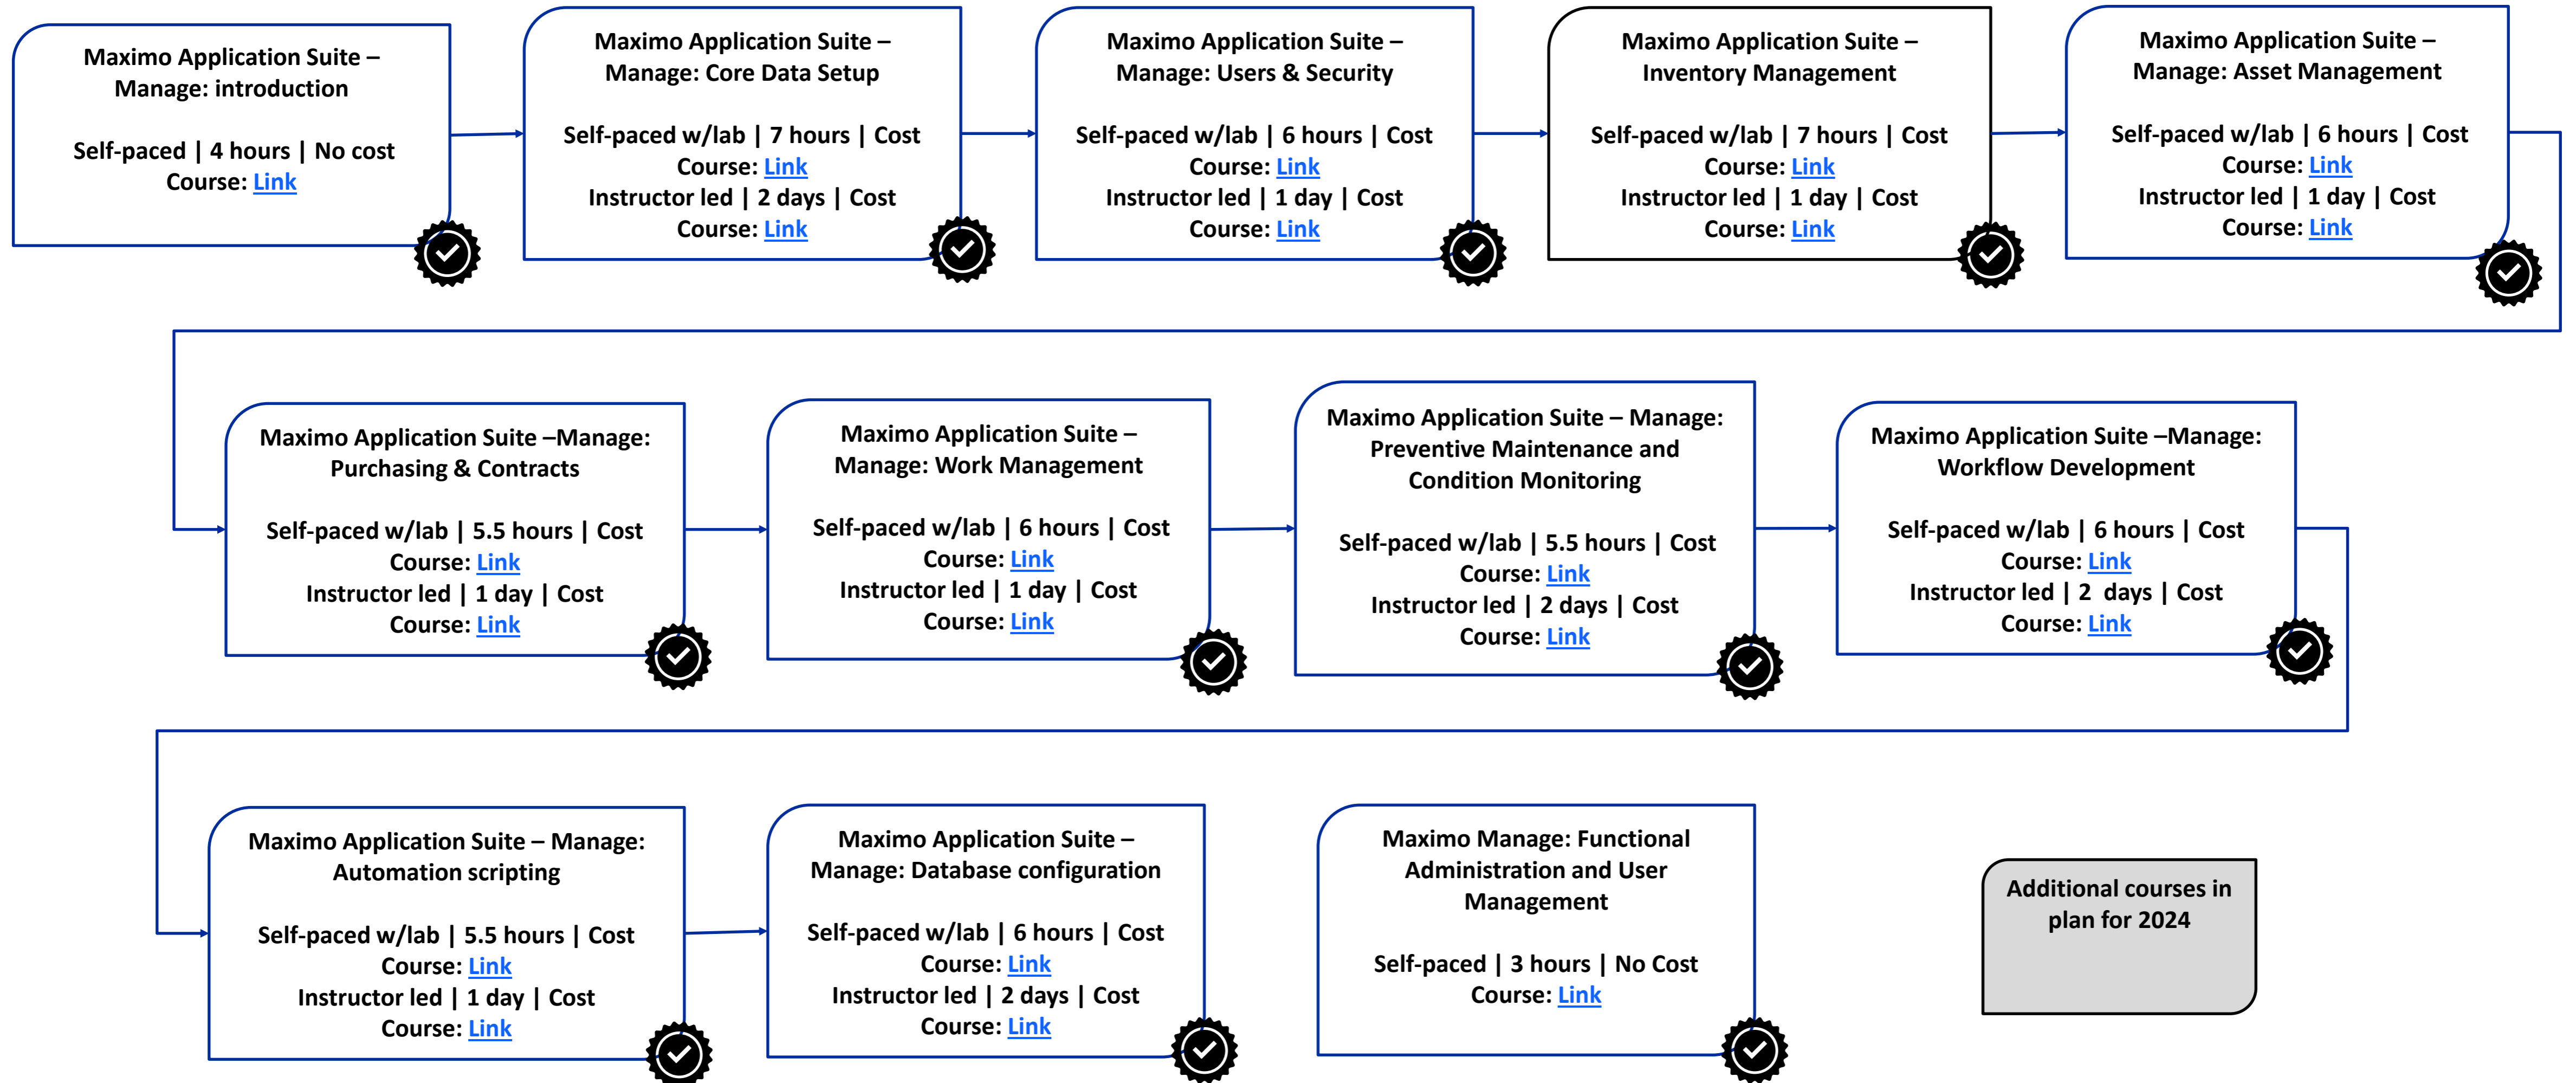 Maximo Application Suite –
Manage: introduction
Self-paced | 4 hours | No cost
Course: Link
Maximo Application Suite –
Manage: Core Data Setup
Self-paced w/lab | 7 hours | Cost
Course: Link
Instructor led | 2 days | Cost
Course: Link
Maximo Application Suite –
Manage: Users & Security
Self-paced w/lab | 6 hours | Cost
Course: Link
Instructor led | 1 day | Cost
Course: Link
Maximo Application Suite –
Inventory Management
Self-paced w/lab | 7 hours | Cost
Course: Link
Instructor led | 1 day | Cost
Course: Link
Maximo Application Suite –
Manage: Asset Management
Self-paced w/lab | 6 hours | Cost
Course: Link
Instructor led | 1 day | Cost
Course: Link
Maximo Application Suite –Manage:
Purchasing & Contracts
Self-paced w/lab | 5.5 hours | Cost
Course: Link
Instructor led | 1 day | Cost
Course: Link
Maximo Application Suite –
Manage: Work Management
Self-paced w/lab | 6 hours | Cost
Course: Link
Instructor led | 1 day | Cost
Course: Link
Maximo Application Suite – Manage:
Preventive Maintenance and
Condition Monitoring
Self-paced w/lab | 5.5 hours | Cost
Course: Link
Instructor led | 2 days | Cost
Course: Link
Maximo Application Suite –Manage:
Workflow Development
Self-paced w/lab | 6 hours | Cost
Course: Link
Instructor led | 2  days | Cost
Course: Link
Maximo Application Suite – Manage:
Automation scripting
Self-paced w/lab | 5.5 hours | Cost
Course: Link
Instructor led | 1 day | Cost
Course: Link
Maximo Application Suite –
Manage: Database configuration
Self-paced w/lab | 6 hours | Cost
Course: Link
Instructor led | 2 days | Cost
Course: Link
Maximo Manage: Functional
Administration and User
Management
Self-paced | 3 hours | No Cost
Course: Link
Additional courses in
plan for 2024